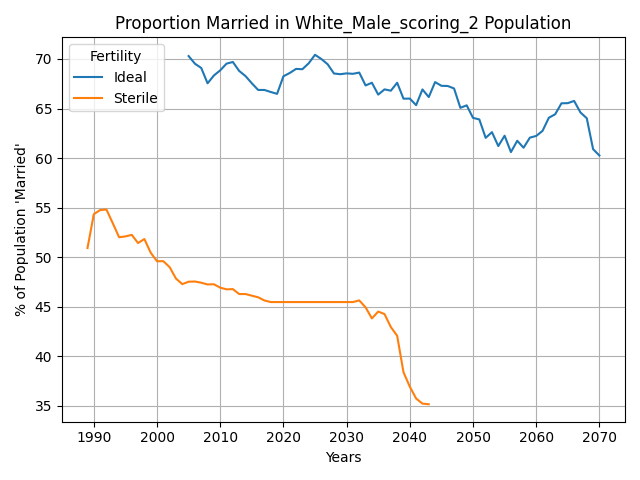 Proportion Married in White_Male_scoring_2 Population
Fertility
Ideal
Sterile
% of Population 'Married'
70
65
60
55
50
45
40
35
1990 2000 2010 2020 2030 2040 2050 2060 2070
Years